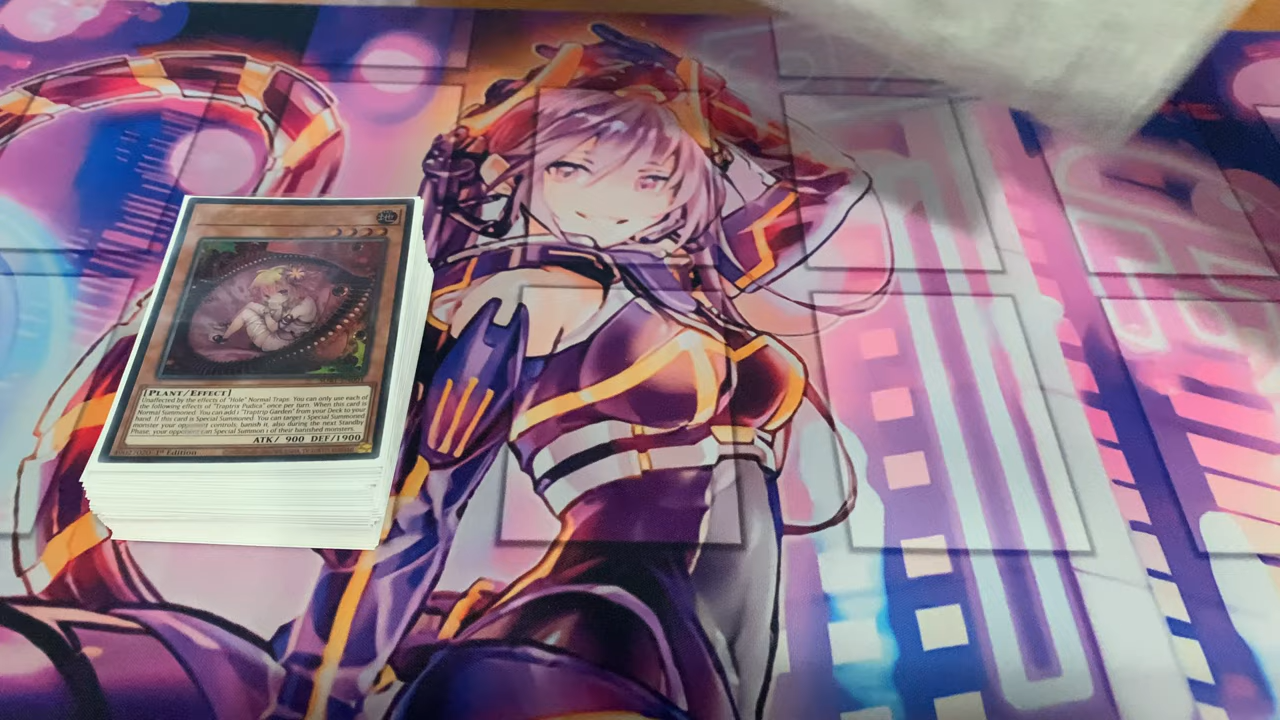 地
[PLANT/EFFECT]
Unaffected by the effects of "Hole" Normal Traps. You can only use each of
the following effects of "Traptrix Pudica" once per turn. When this card is
Normal Summoned: You can add 1 "Traptrip Garden" from your Deck to your
hand. If this card is Special Summoned: You can target 1 Special Summoned
monster your opponent controls; banish it, also during the next Standby
Phase, your opponent can Special Summon 1 of their banished monsters.
ATK/ 900 DEF/1900
1st Edition